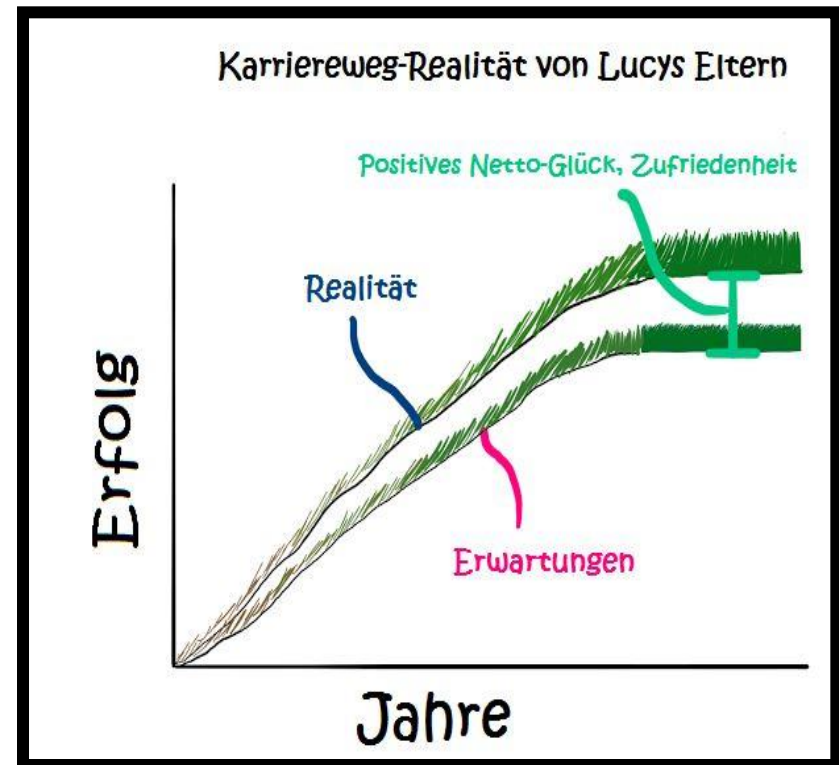 Karriereweg-Realität von Lucys Eltern
Positives Netto-Glück, Zufriedenheit
Realität
Erfolg
Erwartungen
Jahre